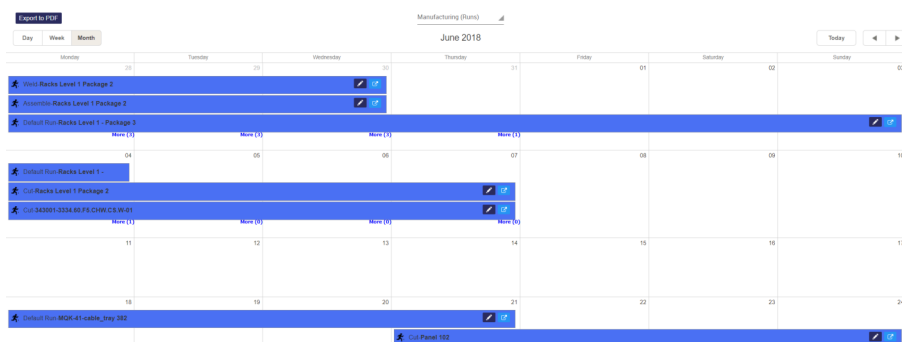 Export to PDF
Manufacturing (Runs)
Day Week Month
June 2018
Today
Monday Tuesday Wednesday Thursday Friday Saturday Sunday
28 29 30 31 01 02 03
Weld-Racks Level 1 Package 2
Assemble-Racks Level 1 Package 2
Default Run-Racks Level 1 - Package 3
More (3) More (3) More (3) More (1)
04 05 06 07 08 09 10
Default Run-Racks Level 1 -
Cut-Racks Level 1 Package 2
Cut-343001-3334.60.F6.CHW.CS.W-01
More (1) More (0) More (0) More (0)
11 12 13 14 15 16 17
18 19 20 21 22 23 24
Default Run-MQK-41-cable_tray 382
Cut-Panel 102